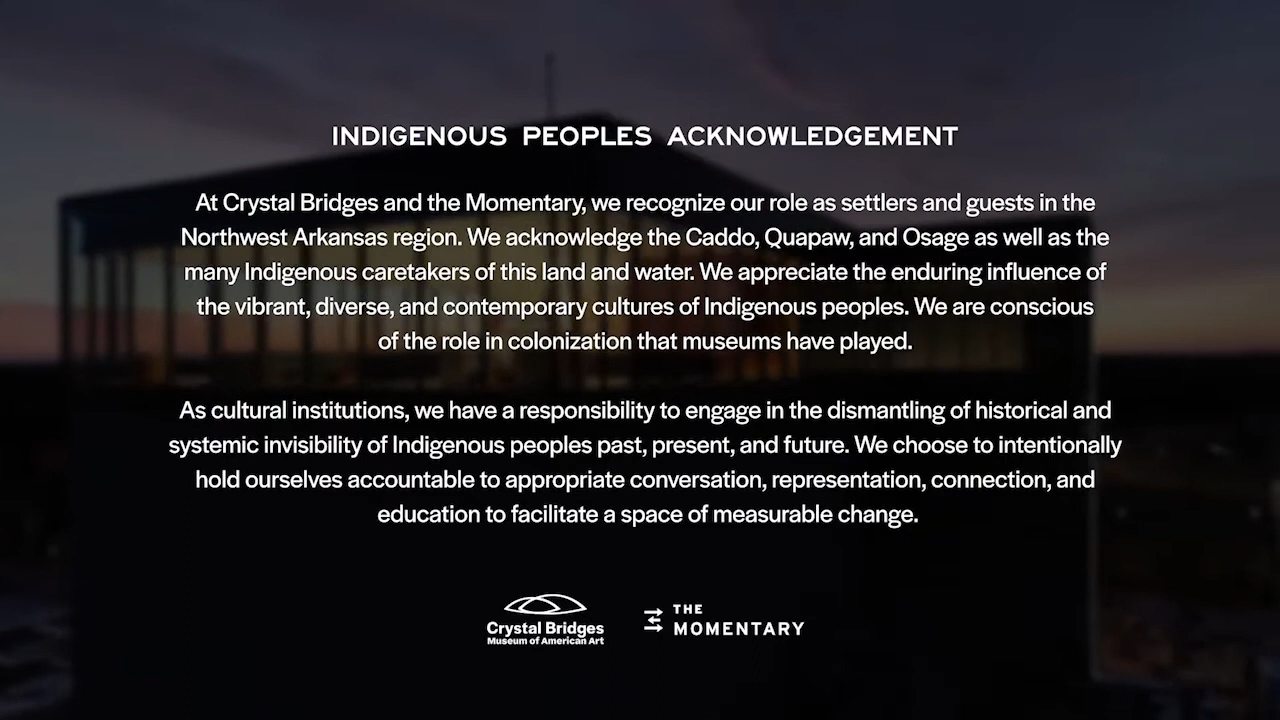 INDIGENOUS PEOPLES ACKNOWLEDGEMENT
At Crystal Bridges and the Momentary, we recognize our role as settlers and guests in the
Northwest Arkansas region. We acknowledge the Caddo, Quapaw, and Osage as well as the
many Indigenous caretakers of this land and water. We appreciate the enduring influence of
the vibrant, diverse, and contemporary cultures of Indigenous peoples. We are conscious
of the role in colonization that museums have played.
As cultural institutions, we have a responsibility to engage in the dismantling of historical and
systemic invisibility of Indigenous peoples past, present, and future. We choose to intentionally
hold ourselves accountable to appropriate conversation, representation, connection, and
education to facilitate a space of measurable change.
Crystal Bridges
Museum of American Art
THE
MOMENTARY